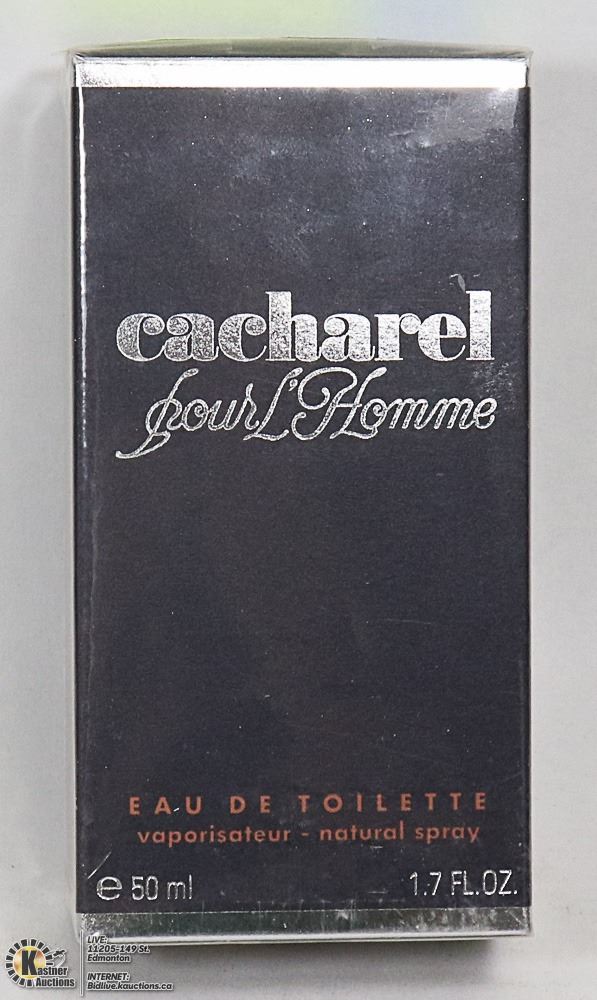 cacharel
pour L'Homme
EAU DE TOILETTE
vaporisateur - natural spray
e 50 ml 1.7 FL.OZ.
Kastner
Auctions
LIVE:
11205-149 St.
Edmonton
INTERNET:
Bidlive.kauctions.ca